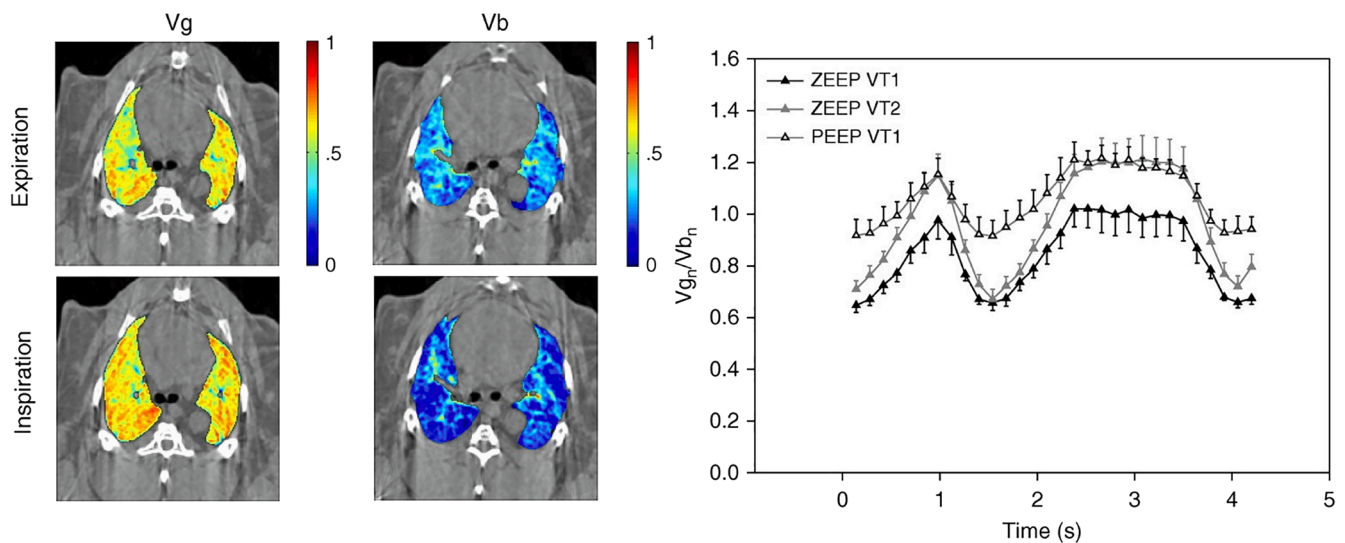 Vg
Vb
Expiration
1
.5
0
1
.5
0
Inspiration
1.6
1.4
1.2
1.0
0.8
0.6
0.4
0.2
0.0
Vgn/Vbn
ZEEP VT1
ZEEP VT2
PEEP VT1
0 1 2 3 4 5
Time (s)